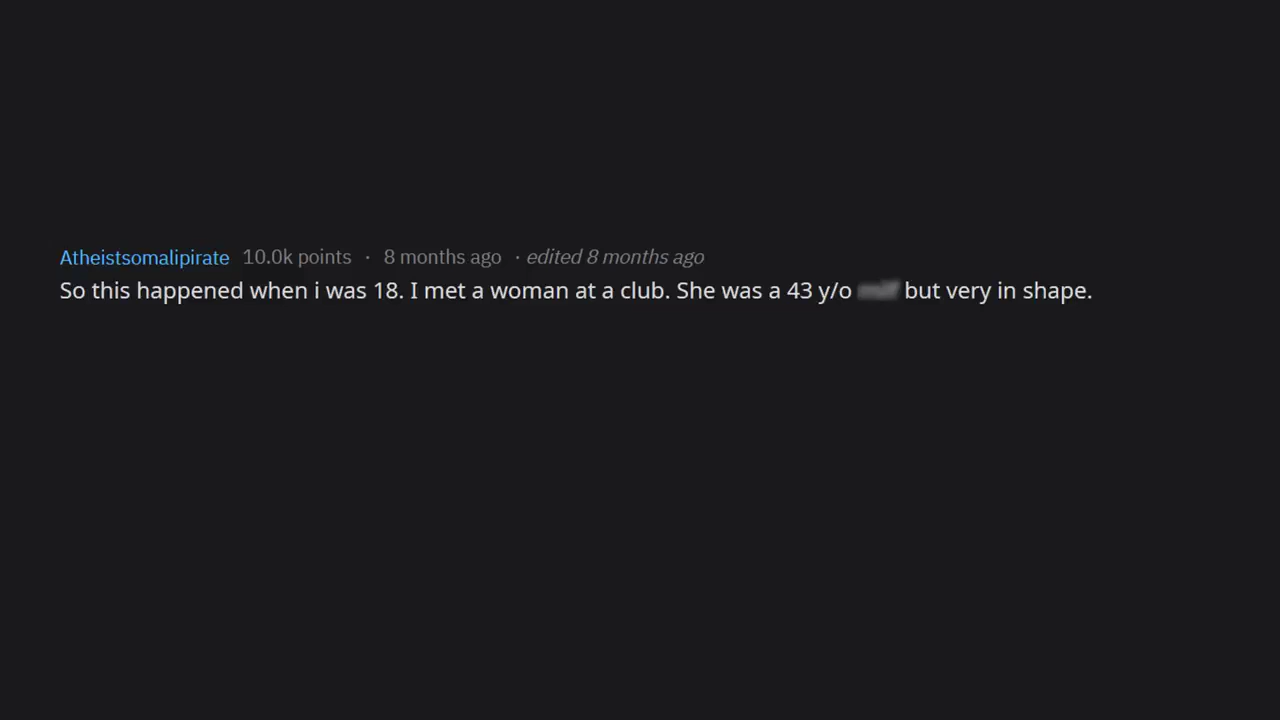 Atheistsomalipirate 10.0k points · 8 months ago · edited 8 months ago
So this happened when i was 18. I met a woman at a club. She was a 43 y/o but very in shape.